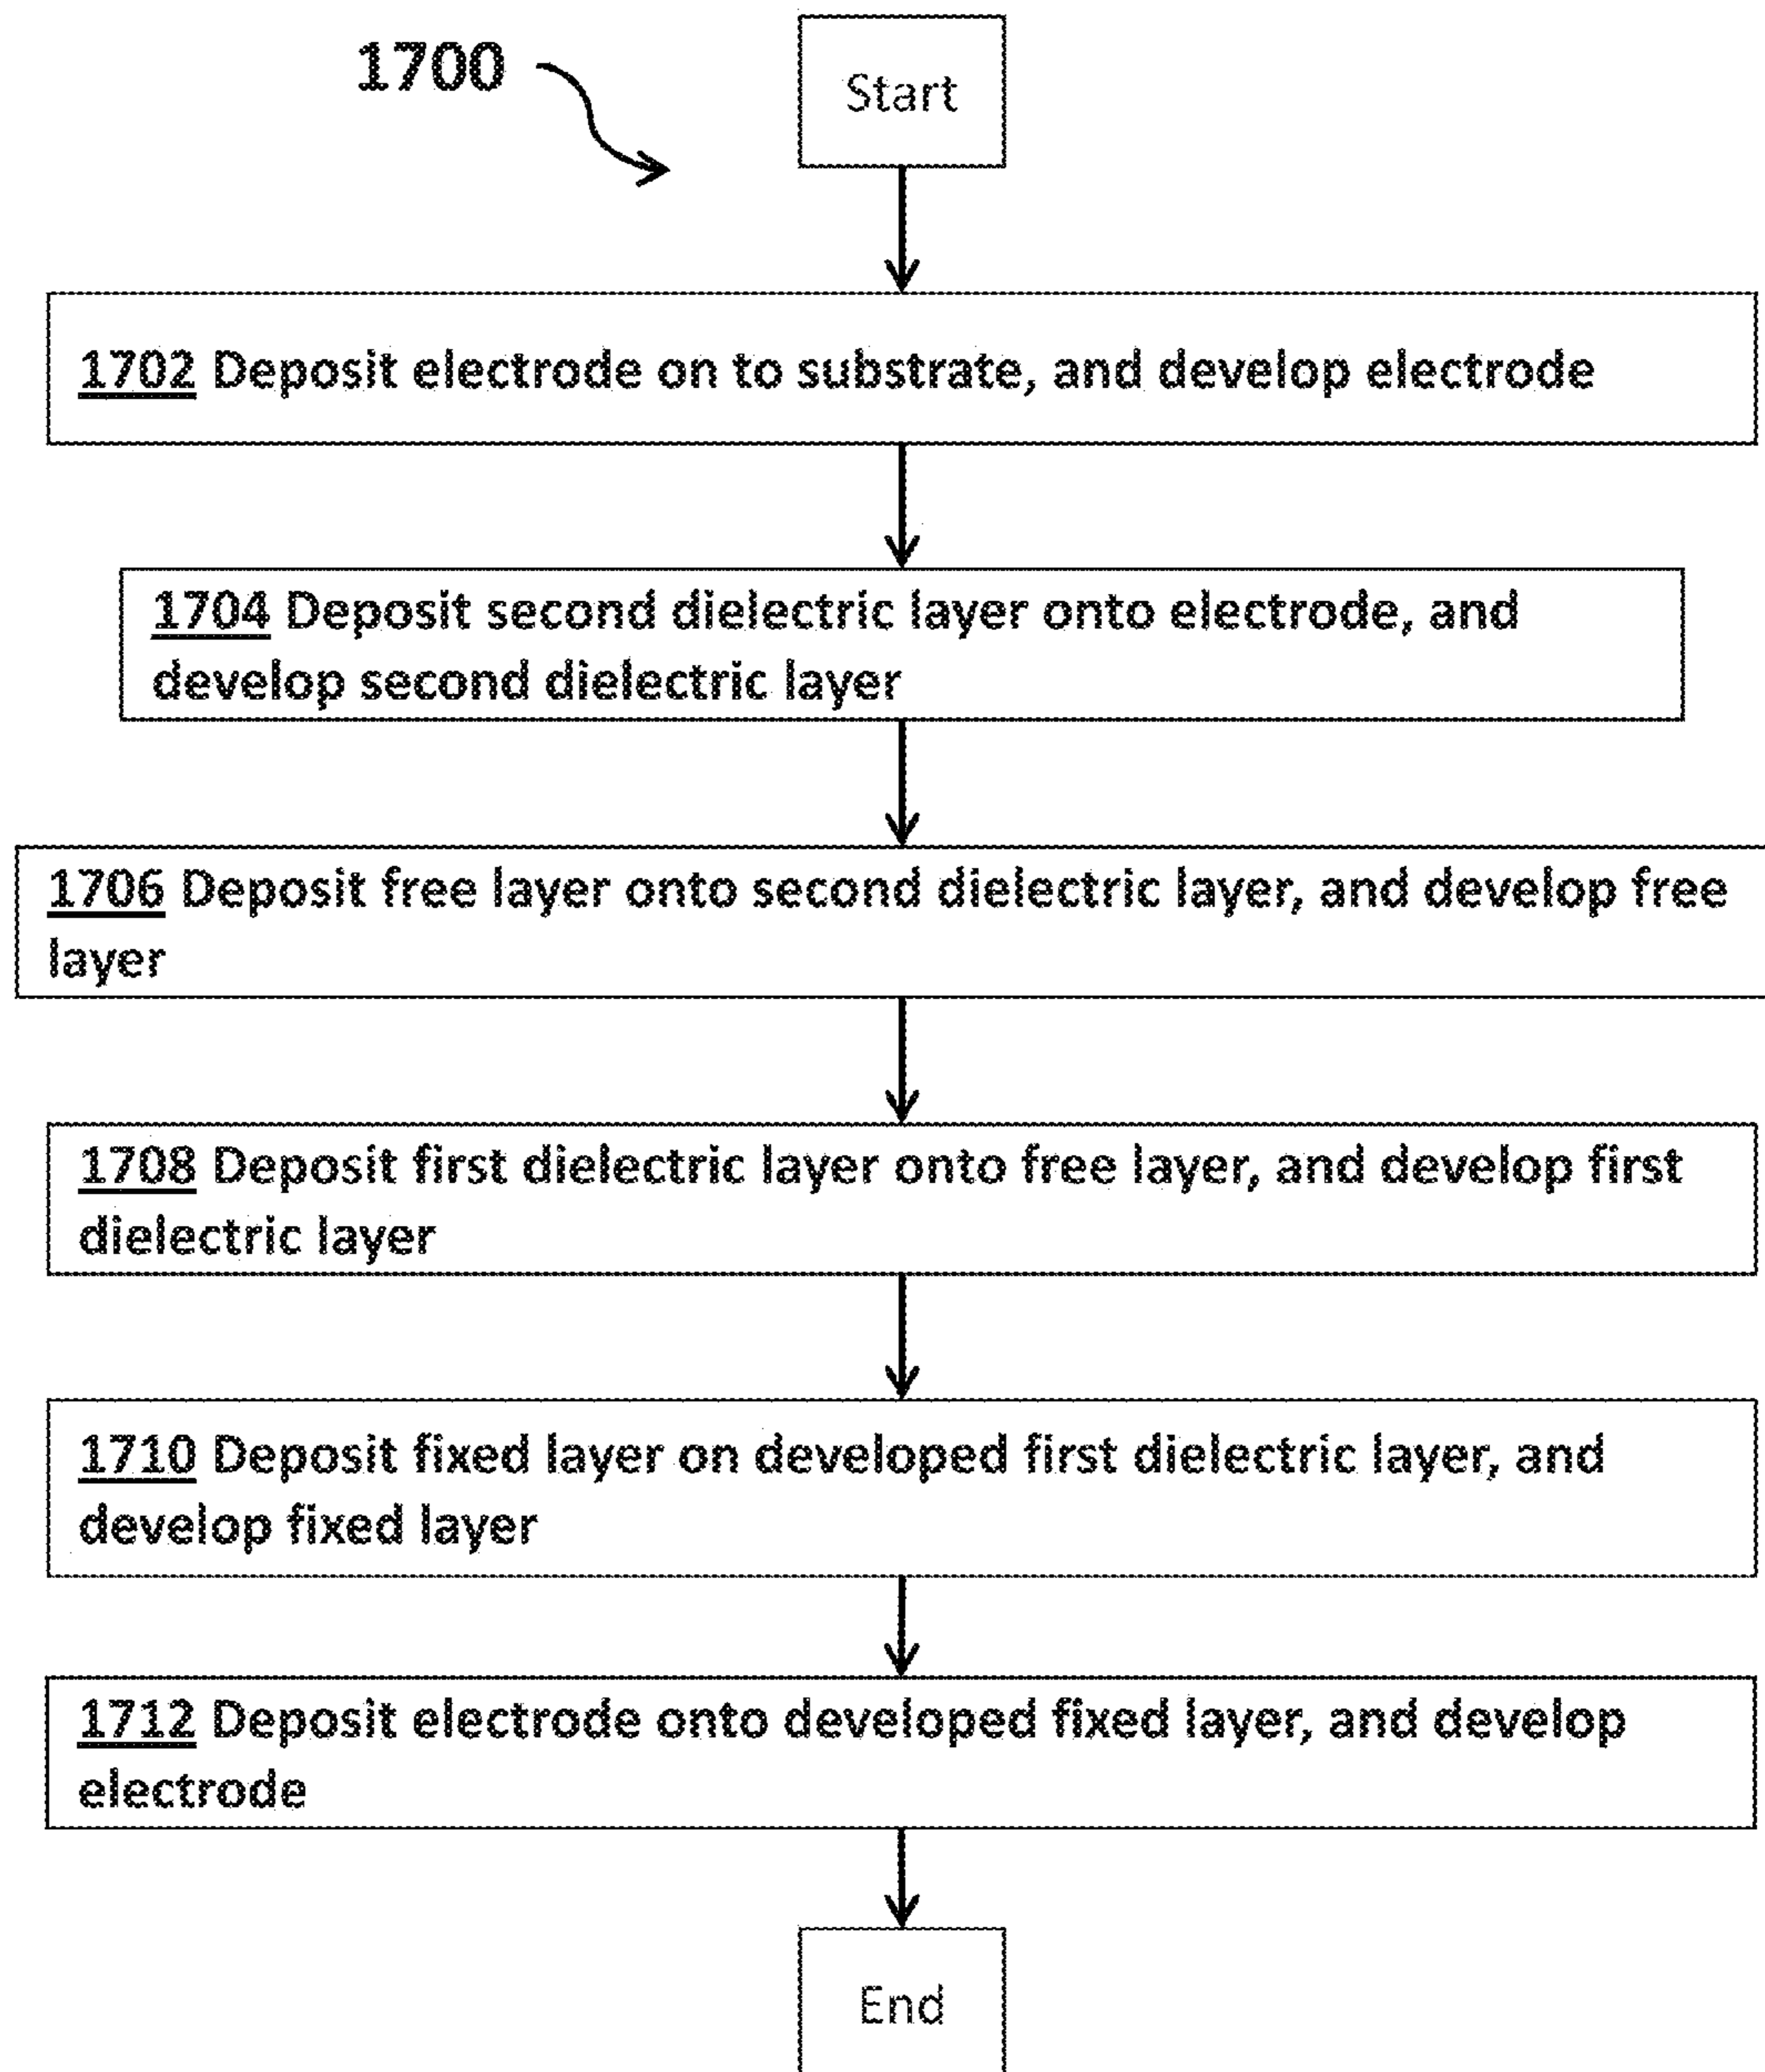 1700
Start
1702 Deposit electrode on to substrate, and develop electrode
1704 Deposit second dielectric layer onto electrode, and
develop second dielectric layer
1706 Deposit free layer onto second dielectric layer, and develop free
layer
1708 Deposit first dielectric layer onto free layer, and develop first
dielectric layer
1710 Deposit fixed layer on developed first dielectric layer, and
develop fixed layer
1712 Deposit electrode onto developed fixed layer, and develop
electrode
End